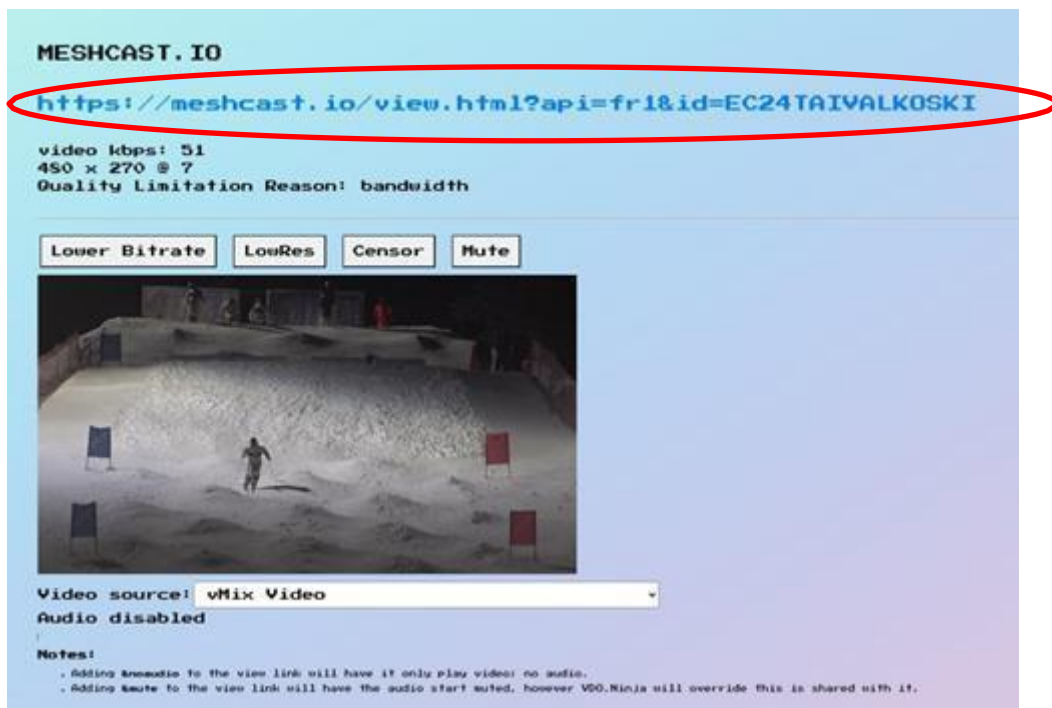 MESHCAST.IO
https://meshcast.io/view.html?api=fr1&id=EC24TAIVALKOSKI
video kbps: 51
480 x 270 @ 7
Quality Limitation Reason: bandwidth
Lower Bitrate LowRes Censor Mute
Video source: vMix Video
Audio disabled
Notes:
. Adding &noaudio to the view link will have it only play video; no audio.
. Adding &mute to the view link will have the audio start muted, however VDO.Ninja will override this is shared with it.